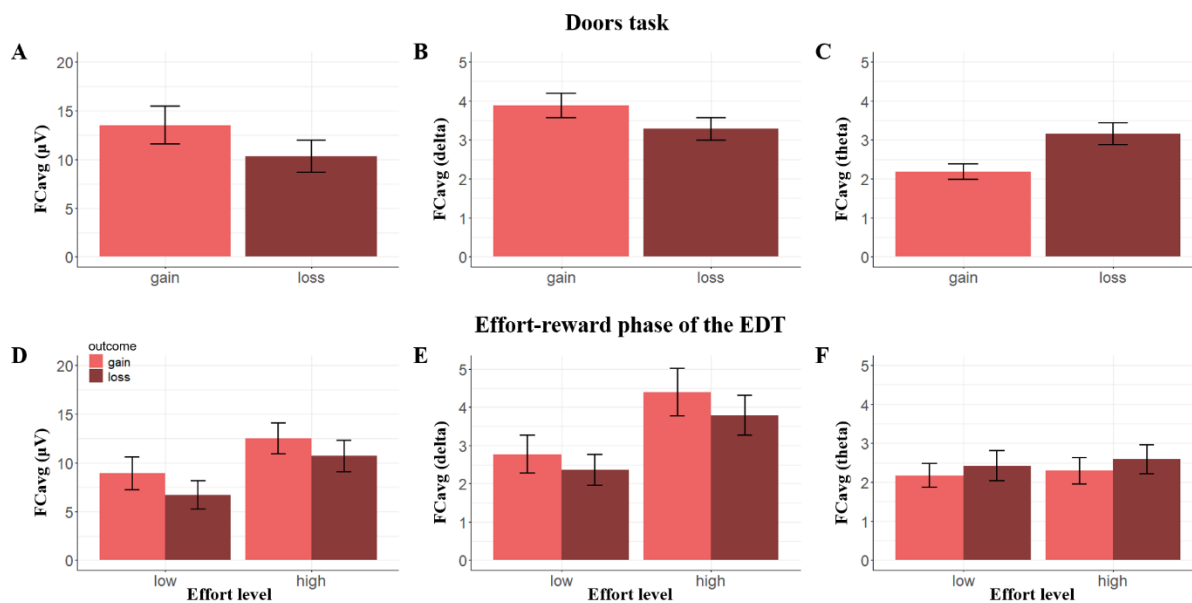 Doors task
A
FCavg (μV)
20
15
10
5
0
gain loss
B
FCavg (delta)
5
4
3
2
1
0
gain loss
C
FCavg (theta)
5
4
3
2
1
0
gain loss
Effort-reward phase of the EDT
D
outcome
gain
loss
FCavg (μV)
20
15
10
5
0
low high
Effort level
E
FCavg (delta)
5
4
3
2
1
0
low high
Effort level
F
FCavg (theta)
5
4
3
2
1
0
low high
Effort level